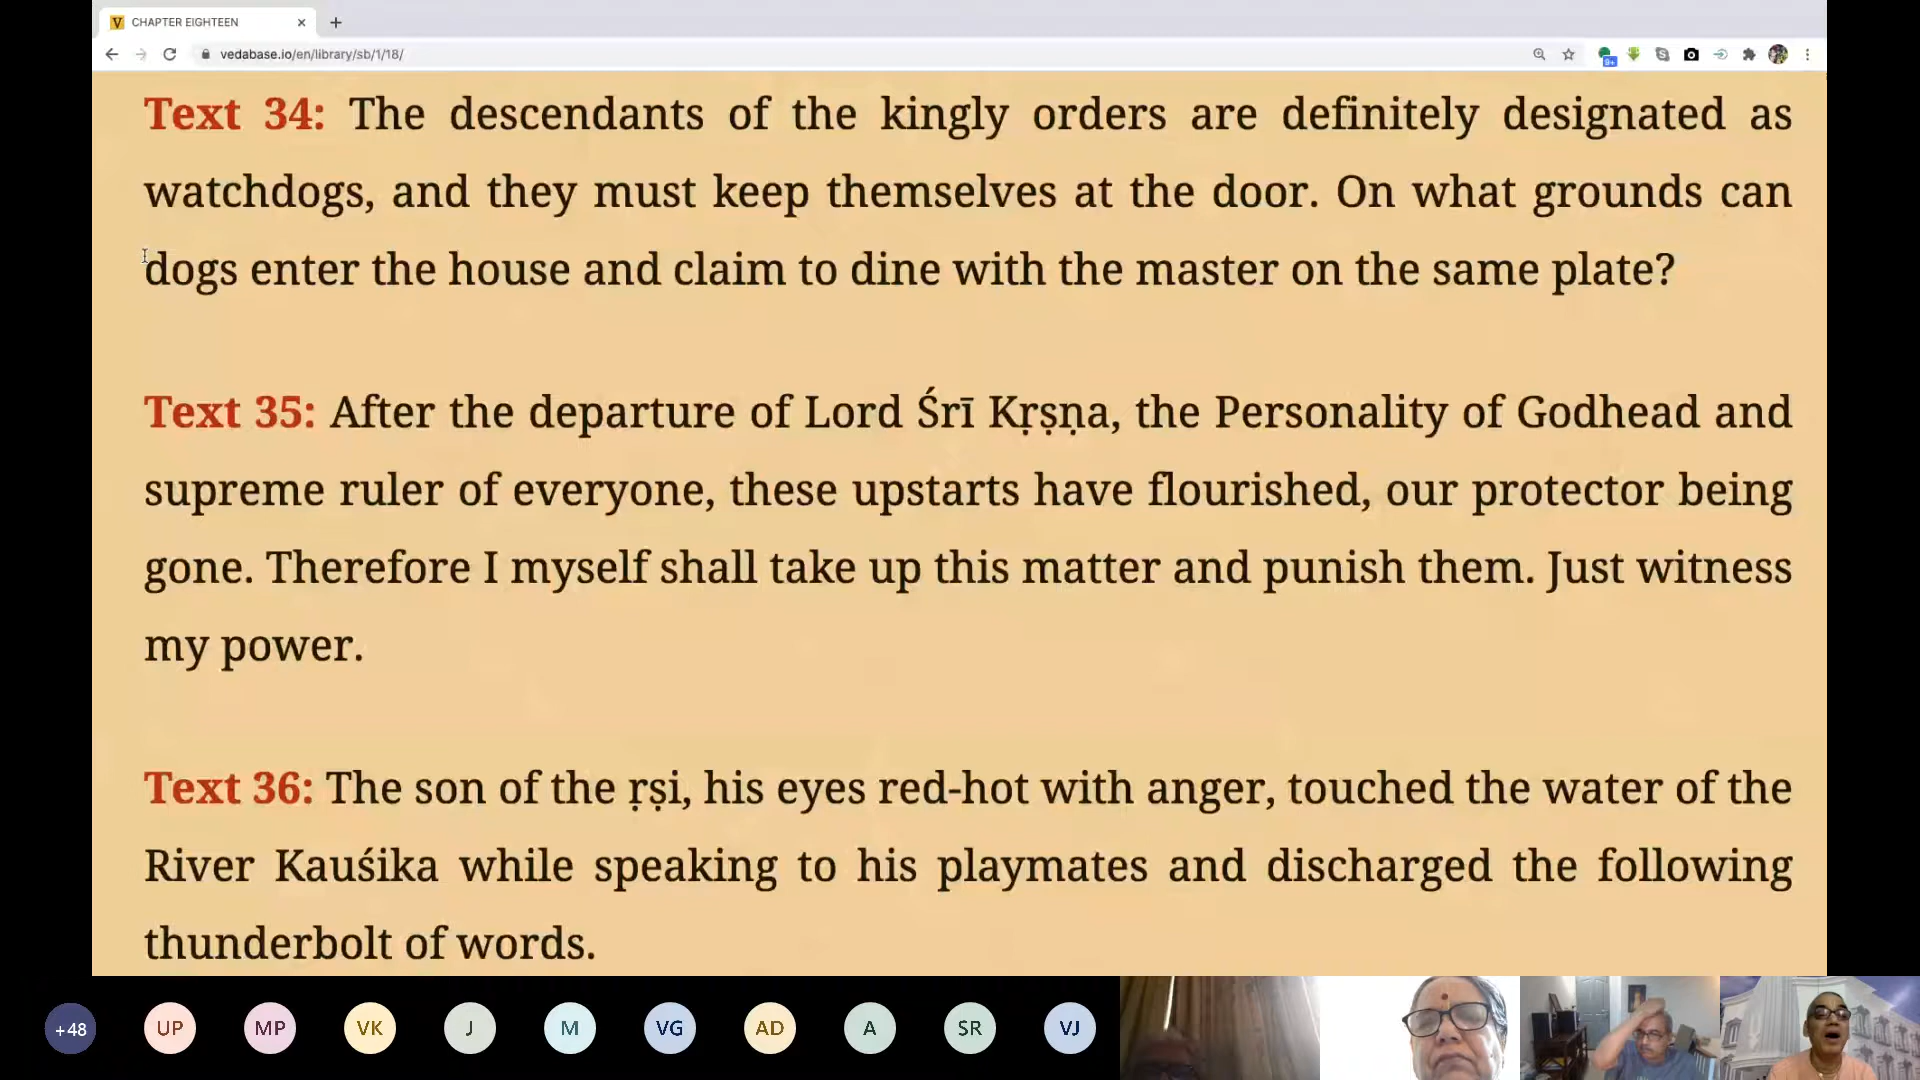 CHAPTER EIGHTEEN
vedabase.io/en/library/sb/1/18/
Text 34: The descendants of the kingly orders are definitely designated as
watchdogs, and they must keep themselves at the door. On what grounds can
dogs enter the house and claim to dine with the master on the same plate?
Text 35: After the departure of Lord Śrī Kṛṣṇa, the Personality of Godhead and
supreme ruler of everyone, these upstarts have flourished, our protector being
gone. Therefore I myself shall take up this matter and punish them. Just witness
my power.
Text 36: The son of the ṛṣi, his eyes red-hot with anger, touched the water of the
River Kauśika while speaking to his playmates and discharged the following
thunderbolt of words.
+48 UP MP VK J M VG AD A SR VJ